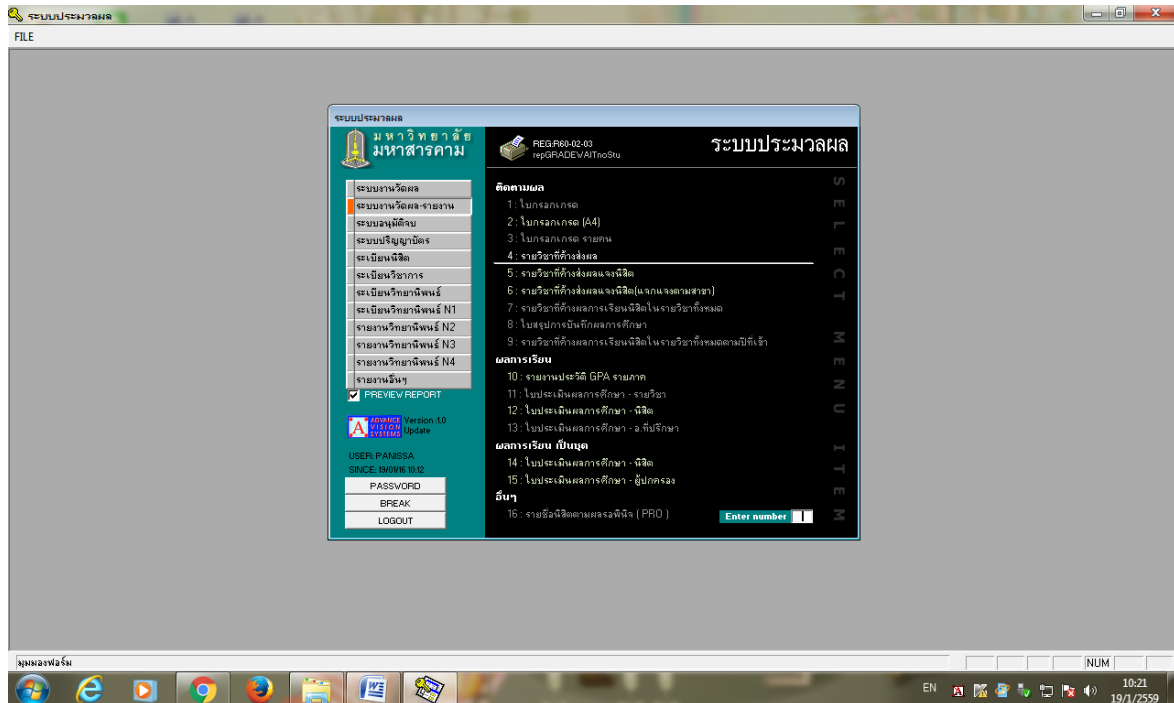 ระบบประมวลผล
FILE
ระบบประมวลผล
มหาวิทยาลัย
มหาสารคาม
REG:R60-02-03
repGRADEWAITnoStu
ระบบประมวลผล
ระบบงานวัดผล
ระบบงานวัดผล-รายงาน
ระบบอนุมัติจบ
ระบบปริญญาบัตร
ระเบียนนิสิต
ระเบียนวิชาการ
ระเบียนวิทยานิพนธ์
ระเบียนวิทยานิพนธ์ N1
รายงานวิทยานิพนธ์ N2
รายงานวิทยานิพนธ์ N3
รายงานวิทยานิพนธ์ N4
รายงานอื่นๆ
PREVIEW REPORT
A ADVANCE VISION SYSTEMS
Version :1.0
Update
USER: PANISSA
SINCE: 19/01/16 10:12
PASSWORD
BREAK
LOGOUT
ติดตามผล
1 : ใบกรอกเกรด
2 : ใบกรอกเกรด (A4)
3 : ใบกรอกเกรด รายคน
4 : รายวิชาที่ค้างส่งผล
5 : รายวิชาที่ค้างส่งผลแจงนิสิต
6 : รายวิชาที่ค้างส่งผลแจงนิสิต(แจกแจงตามสาขา)
7 : รายวิชาที่ค้างผลการเรียนนิสิตในรายวิชาทั้งหมด
8 : ใบสรุปการบันทึกผลการศึกษา
9 : รายวิชาที่ค้างผลการเรียนนิสิตในรายวิชาทั้งหมดตามปีที่เข้า
ผลการเรียน
10 : รายงานประวัติ GPA รายภาค
11 : ใบประเมินผลการศึกษา - รายวิชา
12 : ใบประเมินผลการศึกษา - นิสิต
13 : ใบประเมินผลการศึกษา - อ.ที่ปรึกษา
ผลการเรียน เป็นชุด
14 : ใบประเมินผลการศึกษา - นิสิต
15 : ใบประเมินผลการศึกษา - ผู้ปกครอง
อื่นๆ
16 : รายชื่อนิสิตตามผลรอพินิจ ( PRO )
Enter number
SELECT MENU ITEM
มุมมองฟอร์ม
NUM
EN
10:21
19/1/2559